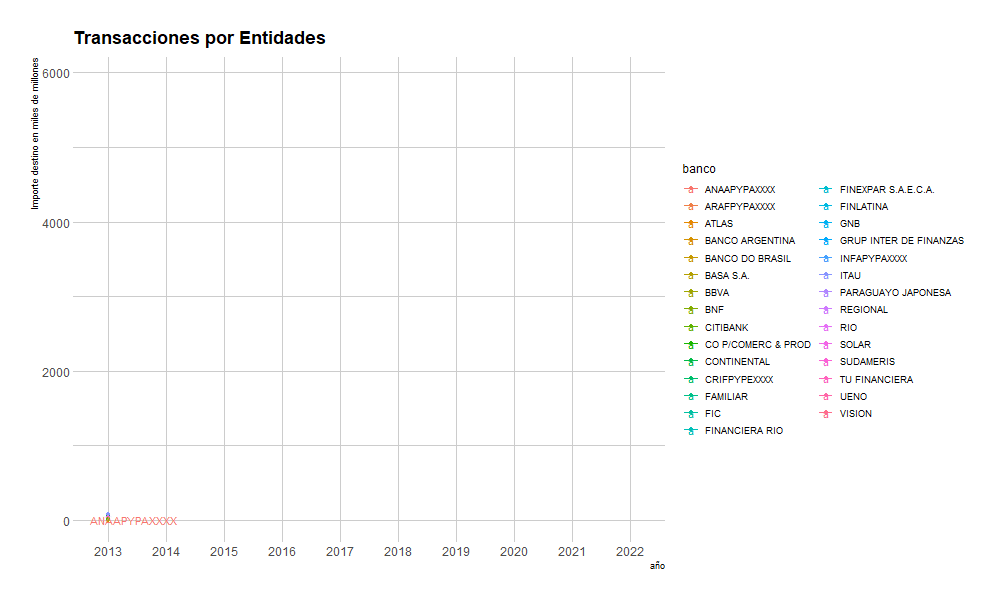 Transacciones por Entidades
Importe destino en miles de millones
6000
4000
2000
0
ANAAPYPAXXXX
2013 2014 2015 2016 2017 2018 2019 2020 2021 2022
año
banco
ANAAPYPAXXXX
ARAFPYPAXXXX
ATLAS
BANCO ARGENTINA
BANCO DO BRASIL
BASA S.A.
BBVA
BNF
CITIBANK
CO P/COMERC & PROD
CONTINENTAL
CRIFPYPEXXXX
FAMILIAR
FIC
FINANCIERA RIO
FINEXPAR S.A.E.C.A.
FINLATINA
GNB
GRUP INTER DE FINANZAS
INFAPYPAXXXX
ITAU
PARAGUAYO JAPONESA
REGIONAL
RIO
SOLAR
SUDAMERIS
TU FINANCIERA
UENO
VISION